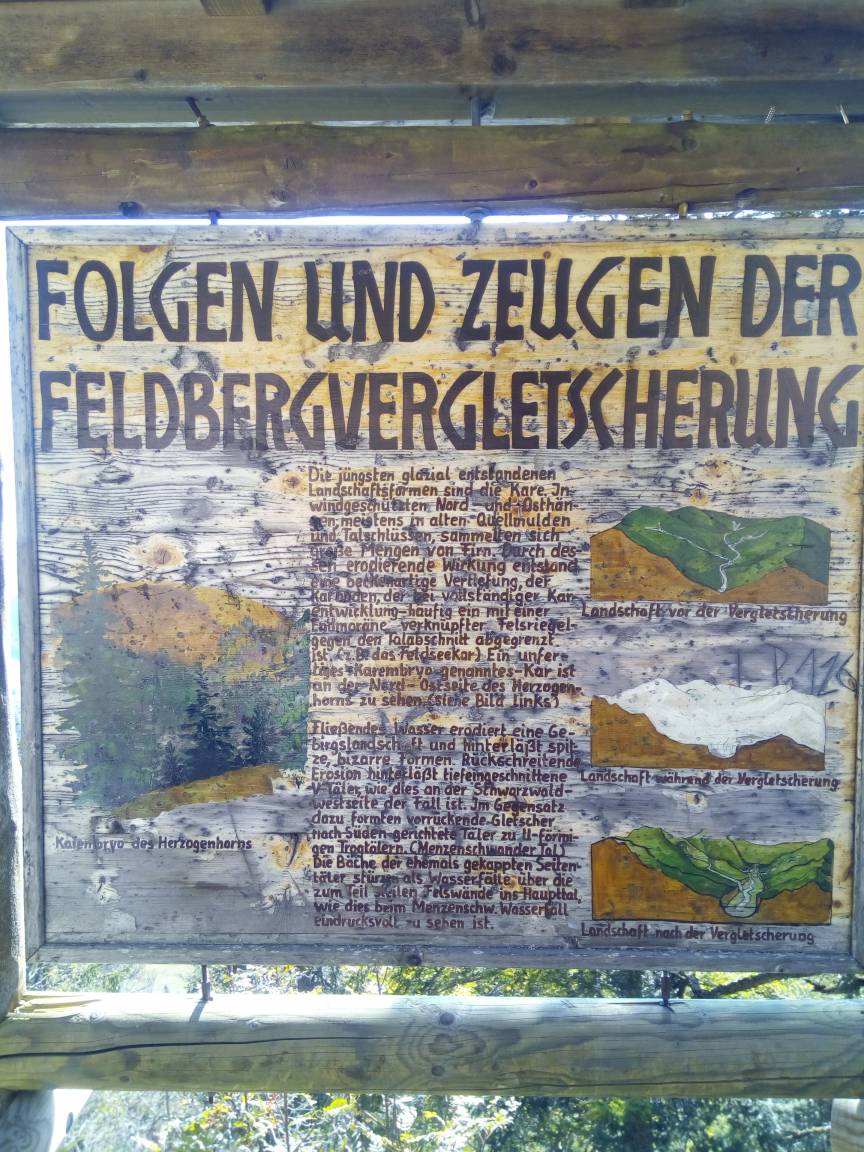 FOLGEN UND ZEUGEN DER
FELDBERGVERGLETSCHERUNG
Die jüngsten glazial entstandenen
Landschaftsformen sind die Kare. In
windgeschützten Nord- und Osthän-
gen, meistens in alten Quellmulden
und Talschlüssen, sammelten sich
große Mengen von Firn. Durch des-
sen erodierende Wirkung entstand
eine beckenartige Vertiefung, der
Karboden, der bei vollständiger Kar-
entwicklung häufig ein mit einer
Endmoräne verknüpfter Felsriegel
gegen den Talabschnitt abgegrenzt
ist. (z.B. das Feldseekar) Ein unfer-
tiges Karembryo genanntes Kar ist
an der Nord-Ostseite des Herzogen-
horns zu sehen. (siehe Bild links)
Fließendes Wasser erodiert eine Ge-
birgslandschaft und hinterläßt spit-
ze, bizarre Formen. Rückschreitende
Erosion hinterläßt tiefeingeschnittene
V-Täler, wie dies an der Schwarzwald-
westseite der Fall ist. Im Gegensatz
dazu formten vorrückende Gletscher
nach Süden gerichtete Täler zu U-förmi-
gen Trogtälern. (Menzenschwander Tal)
Die Bäche der ehemals gekappten Seiten-
täler stürzen als Wasserfälle über die
zum Teil steilen Felswände ins Haupttal,
wie dies beim Menzenschw. Wasserfall
eindrucksvoll zu sehen ist.
Karembryo des Herzogenhorns
Landschaft vor der Vergletscherung
Landschaft während der Vergletscherung
Landschaft nach der Vergletscherung